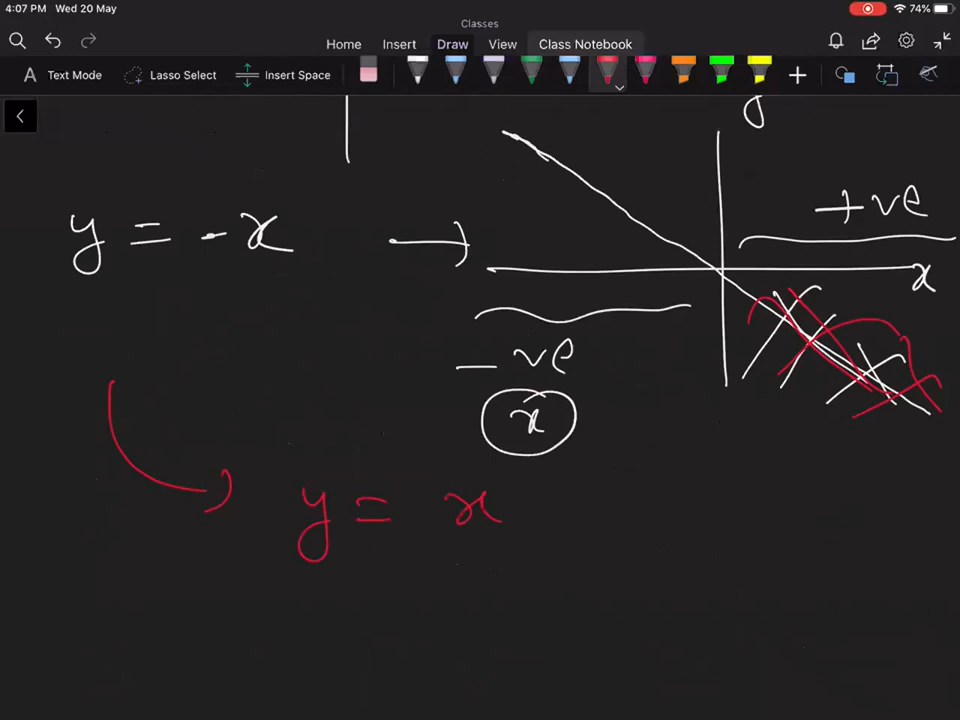 4:07 PM Wed 20 May 74%
Classes
Home Insert Draw View Class Notebook
Text Mode Lasso Select Insert Space
y
+ve
y = -x
x
-ve
x
y = x